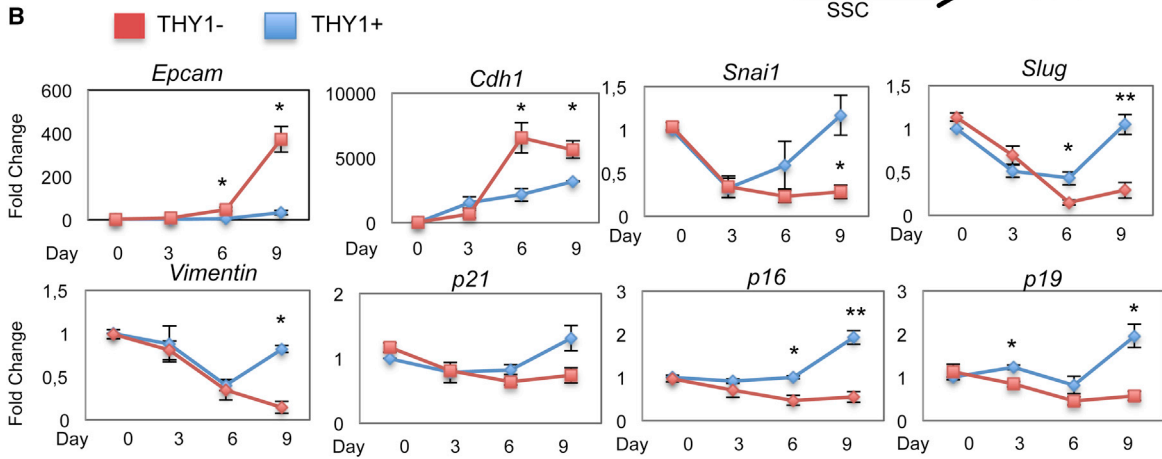 B
THY1-
THY1+
SSC
Epcam
Cdh1
Snai1
Slug
Fold Change
600
400
200
0
*
*
Day 0 3 6 9
10000
5000
0
*
*
Day 0 3 6 9
1,5
1
0,5
0
*
Day 0 3 6 9
1,5
1
0,5
0
*
**
Day 0 3 6 9
Vimentin
p21
p16
p19
Fold Change
1,5
1
0,5
0
*
Day 0 3 6 9
2
1
0
Day 0 3 6 9
3
2
1
0
*
**
Day 0 3 6 9
3
2
1
0
*
*
Day 0 3 6 9